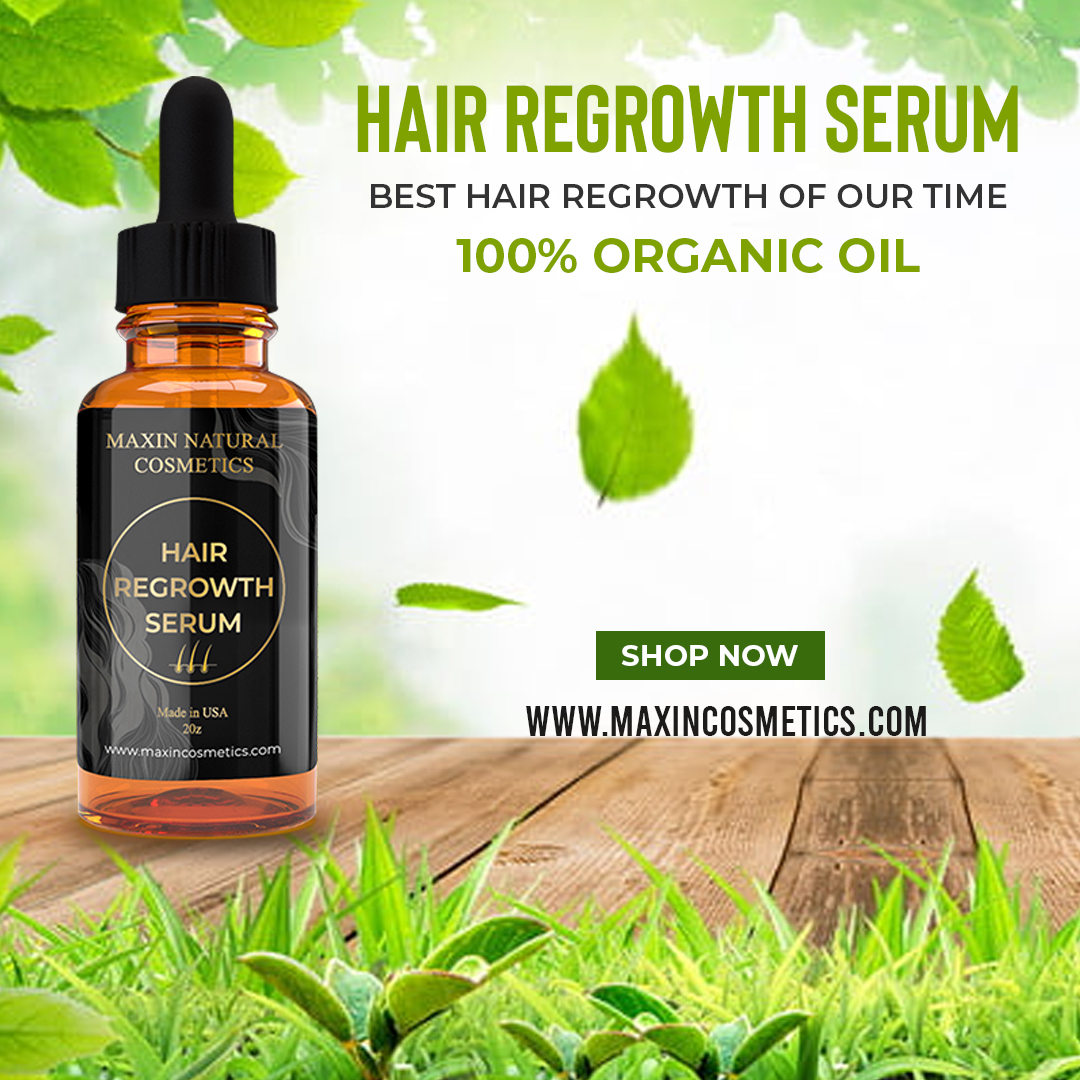 HAIR REGROWTH SERUM
BEST HAIR REGROWTH OF OUR TIME
100% ORGANIC OIL
MAXIN NATURAL
COSMETICS
HAIR
REGROWTH
SERUM
Made in USA
20z
www.maxincosmetics.com
SHOP NOW
WWW.MAXINCOSMETICS.COM